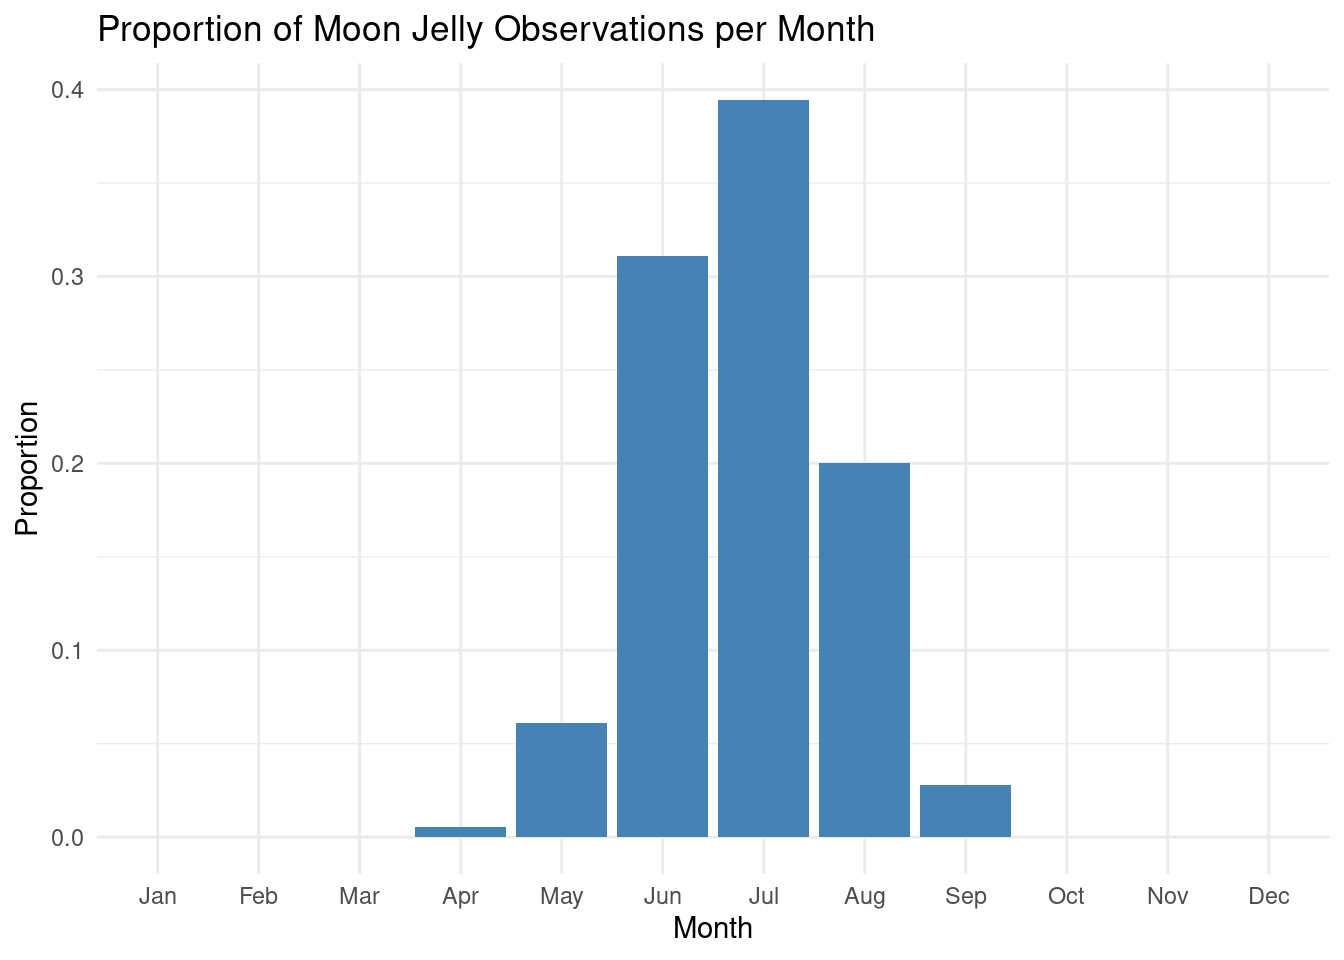 Proportion of Moon Jelly Observations per Month
0.4
0.3
0.2
0.1
0.0
Proportion
Jan Feb Mar Apr May Jun Jul Aug Sep Oct Nov Dec
Month